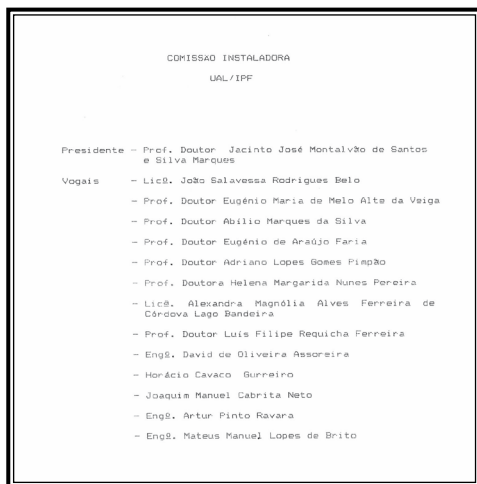 COMISSÃO INSTALADORA
UAL/IPF
Presidente - Prof. Doutor Jacinto José Montalvão de Santos
e Silva Marques
Vogais - Licº. João Salavessa Rodrigues Belo
- Prof. Doutor Eugénio Maria de Melo Alte da Veiga
- Prof. Doutor Abílio Marques da Silva
- Prof. Doutor Eugénio de Araújo Faria
- Prof. Doutor Adriano Lopes Gomes Pimpão
- Prof. Doutora Helena Margarida Nunes Pereira
- Licº. Alexandra Magnólia Alves Ferreira de
Córdova Lago Bandeira
- Prof. Doutor Luís Filipe Requicha Ferreira
- Engº. David de Oliveira Assoreira
- Horácio Cavaco Gurreiro
- Joaquim Manuel Cabrita Neto
- Engº. Artur Pinto Ravara
- Engº. Mateus Manuel Lopes de Brito